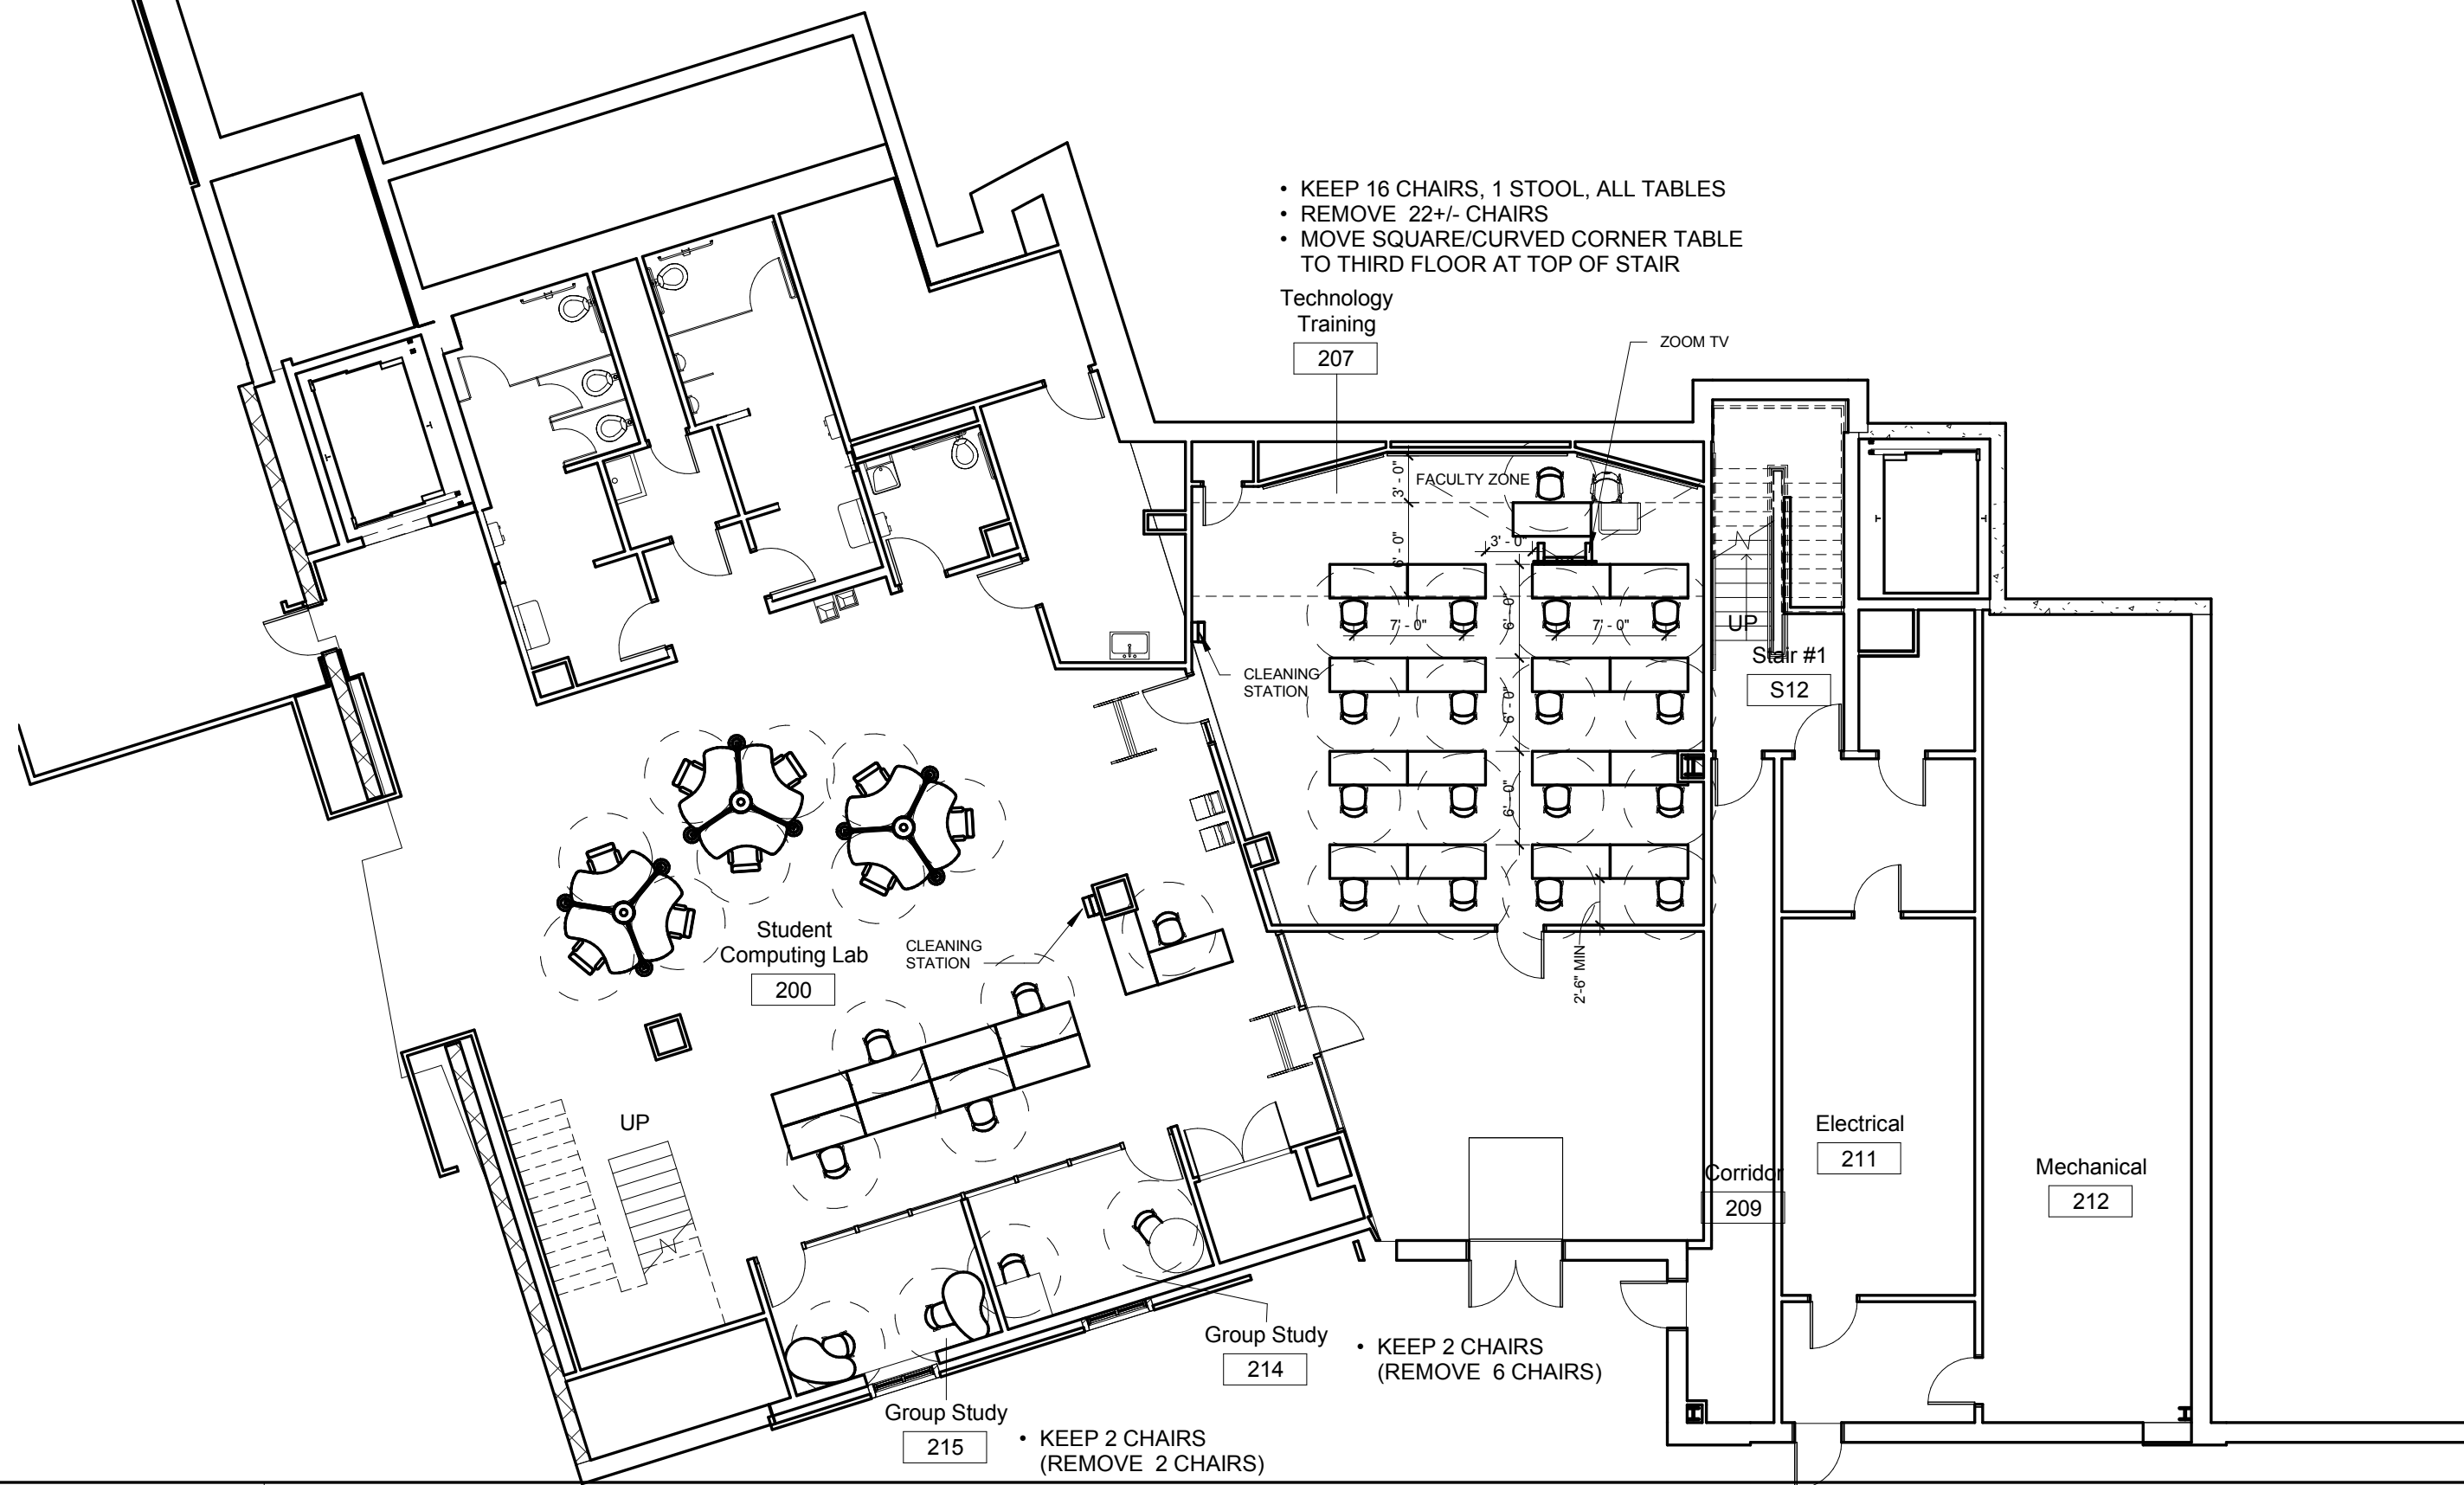 • KEEP 16 CHAIRS, 1 STOOL, ALL TABLES
• REMOVE 22+/- CHAIRS
• MOVE SQUARE/CURVED CORNER TABLE
TO THIRD FLOOR AT TOP OF STAIR
Technology
Training
207
ZOOM TV
FACULTY ZONE
3' - 0"
6' - 0"
3' - 0"
6' - 0"
7' - 0"
7' - 0"
6' - 0"
6' - 0"
2'-6" MIN
CLEANING
STATION
UP
Stair #1
S12
Student
Computing Lab
200
CLEANING
STATION
UP
Electrical
211
Corridor
209
Mechanical
212
Group Study
214
• KEEP 2 CHAIRS
(REMOVE 6 CHAIRS)
Group Study
215
• KEEP 2 CHAIRS
(REMOVE 2 CHAIRS)